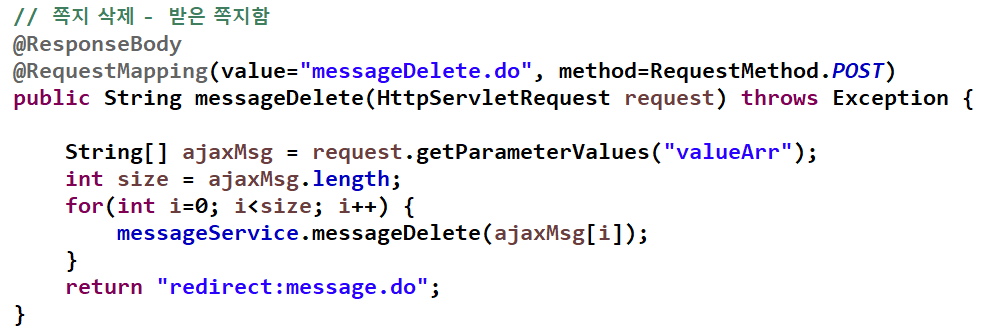 // 쪽지 삭제 - 받은 쪽지함
@ResponseBody
@RequestMapping(value="messageDelete.do", method=RequestMethod.POST)
public String messageDelete(HttpServletRequest request) throws Exception {
    String[] ajaxMsg = request.getParameterValues("valueArr");
    int size = ajaxMsg.length;
    for(int i=0; i<size; i++) {
        messageService.messageDelete(ajaxMsg[i]);
    }
    return "redirect:message.do";
}